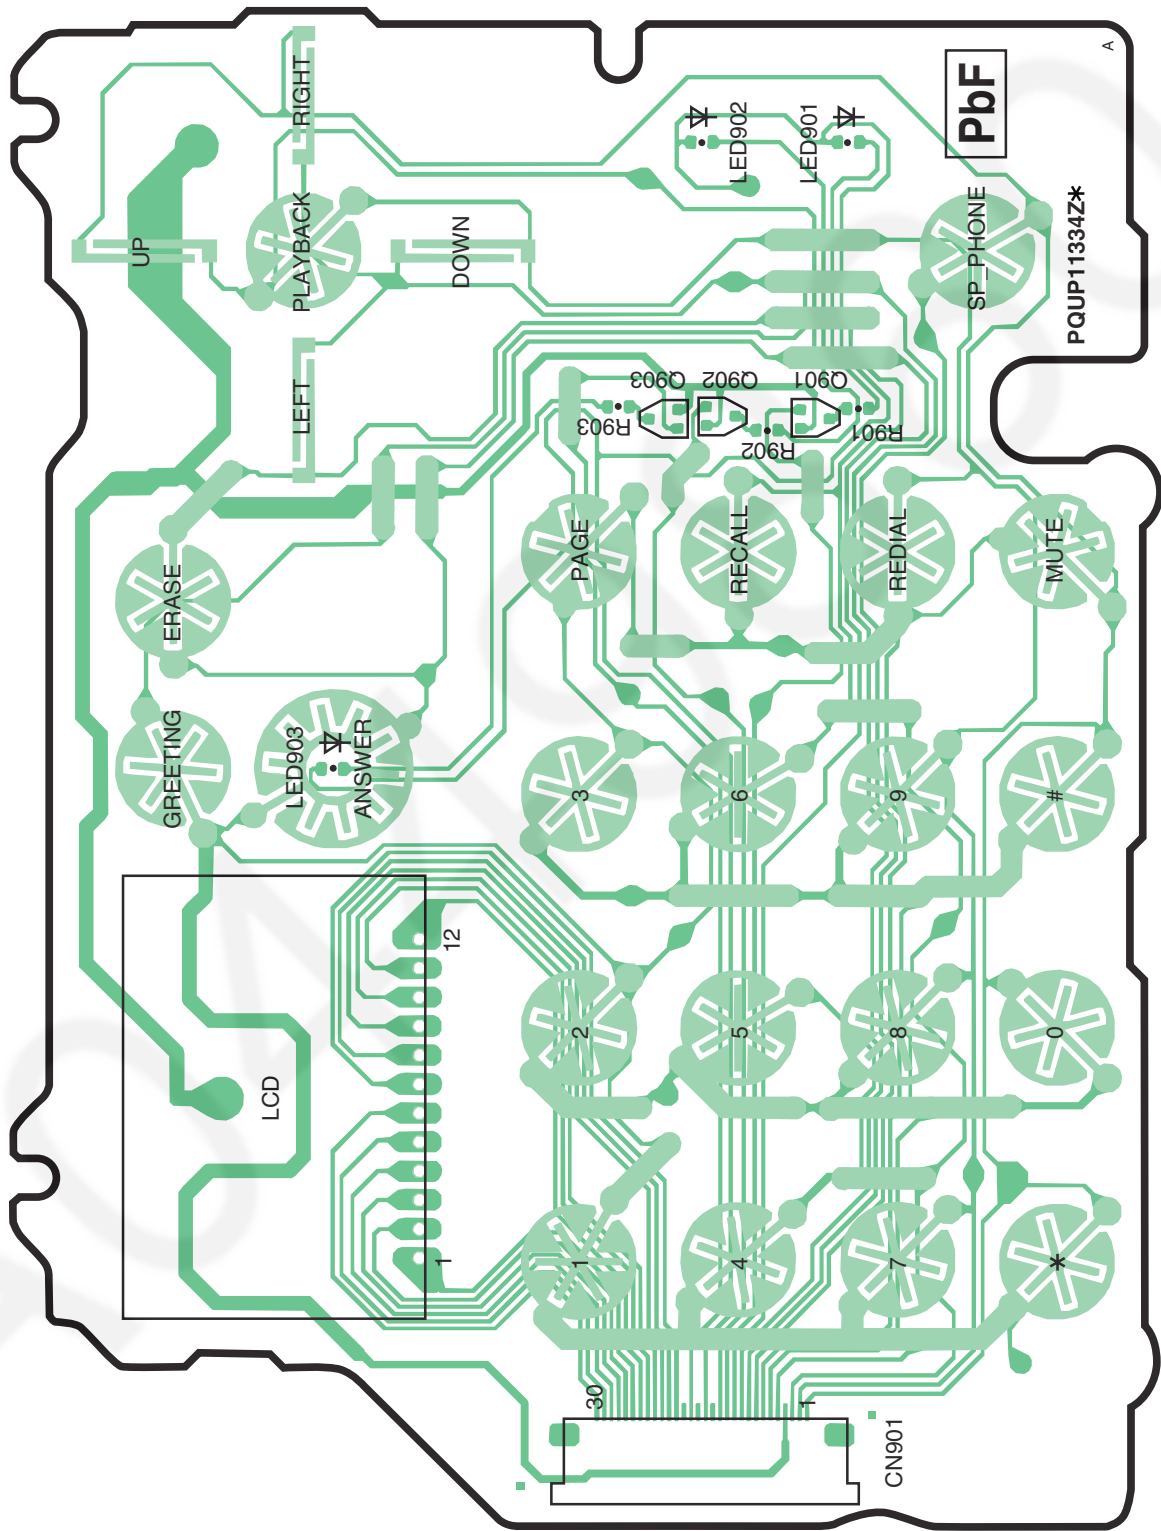 A
PbF
PQUP11334Z*
RIGHT
LED902
LED901
UP
PLAYBACK
DOWN
SP_PHONE
LEFT
Q903
Q902
Q901
R903
R902
R901
ERASE
PAGE
RECALL
REDIAL
MUTE
GREETING
LED903
ANSWER
3
6
9
#
12
LCD
2
5
8
0
1
1
4
7
*
30
1
CN901